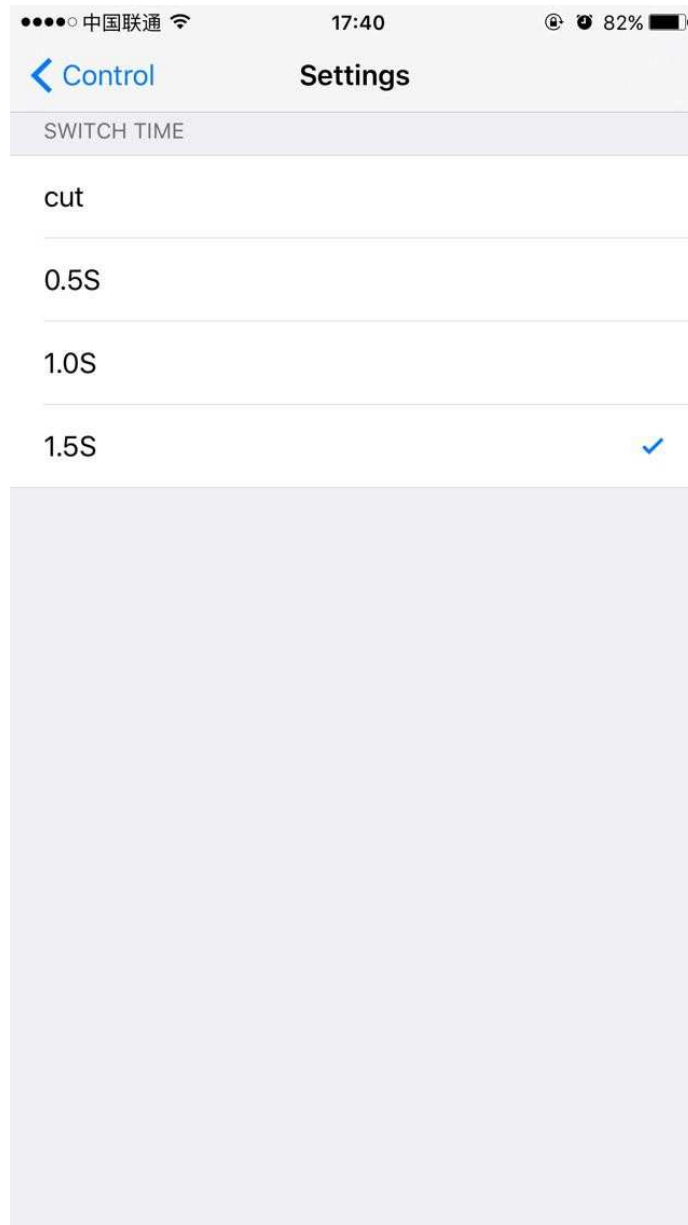 中国联通 17:40 82%
Control Settings
SWITCH TIME
cut
0.5S
1.0S
1.5S